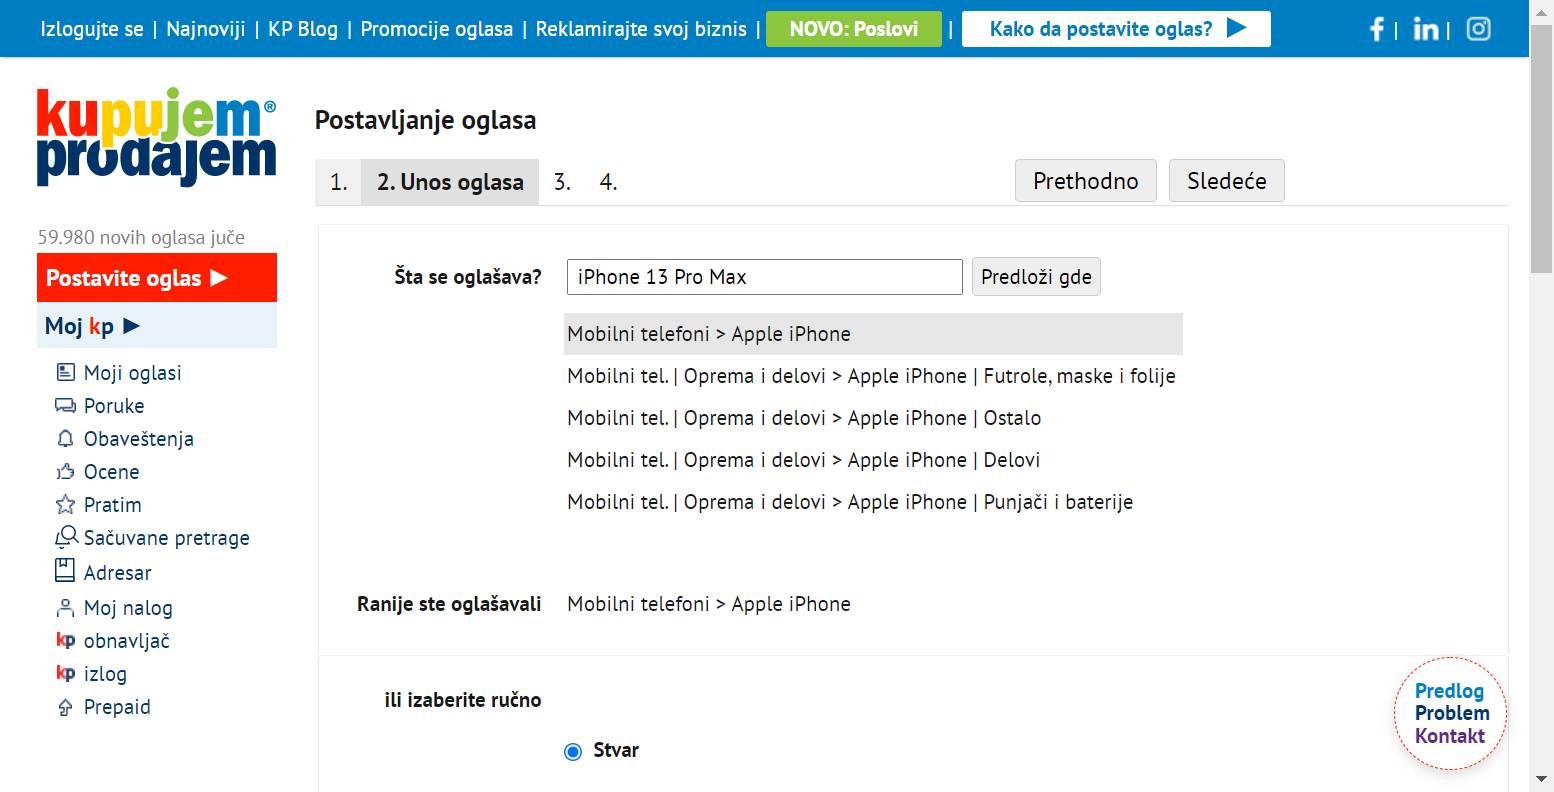 Izlogujte se | Najnoviji | KP Blog | Promocije oglasa | Reklamirajte svoj biznis | NOVO: Poslovi | Kako da postavite oglas? ▶ f | in |
kupujem®
prodajem
59.980 novih oglasa juče
Postavite oglas ▶
Moj kp ▶
Moji oglasi
Poruke
Obaveštenja
Ocene
Pratim
Sačuvane pretrage
Adresar
Moj nalog
kp obnavljač
kp izlog
Prepaid
Postavljanje oglasa
1. 2. Unos oglasa 3. 4. Prethodno Sledeće
Šta se oglašava? iPhone 13 Pro Max Predloži gde
Mobilni telefoni > Apple iPhone
Mobilni tel. | Oprema i delovi > Apple iPhone | Futrole, maske i folije
Mobilni tel. | Oprema i delovi > Apple iPhone | Ostalo
Mobilni tel. | Oprema i delovi > Apple iPhone | Delovi
Mobilni tel. | Oprema i delovi > Apple iPhone | Punjači i baterije
Ranije ste oglašavali Mobilni telefoni > Apple iPhone
ili izaberite ručno
Stvar
Predlog
Problem
Kontakt